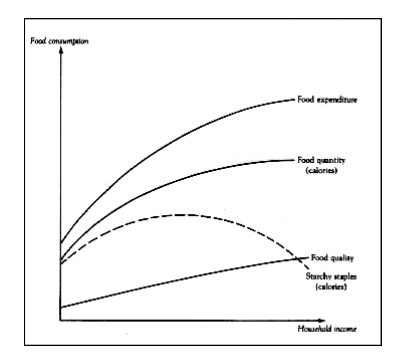 Food consumption
Food expenditure
Food quantity
(calories)
Food quality
Starchy staples
(calories)
Household income